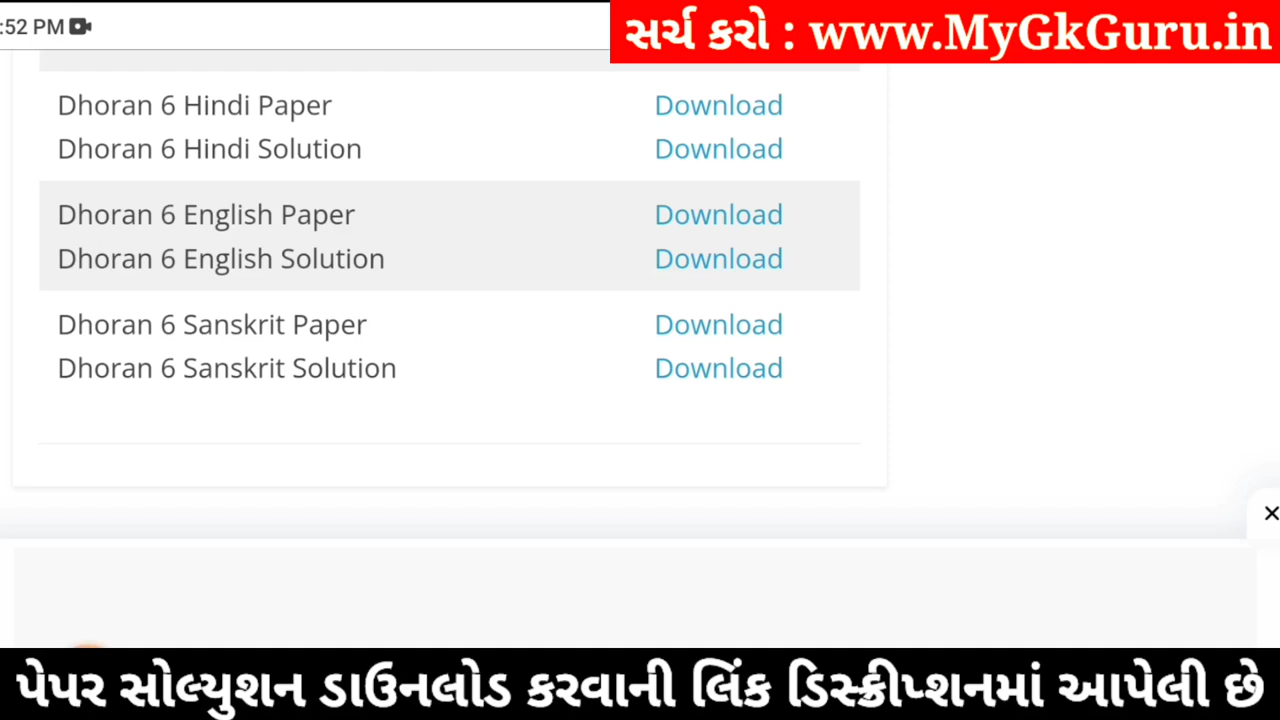 :52 PM
સર્ચ કરો : www.MyGkGuru.in
Dhoran 6 Hindi Paper Download
Dhoran 6 Hindi Solution Download
Dhoran 6 English Paper Download
Dhoran 6 English Solution Download
Dhoran 6 Sanskrit Paper Download
Dhoran 6 Sanskrit Solution Download
પેપર સોલ્યુશન ડાઉનલોડ કરવાની લિંક ડિસ્ક્રીપ્શનમાં આપેલી છે